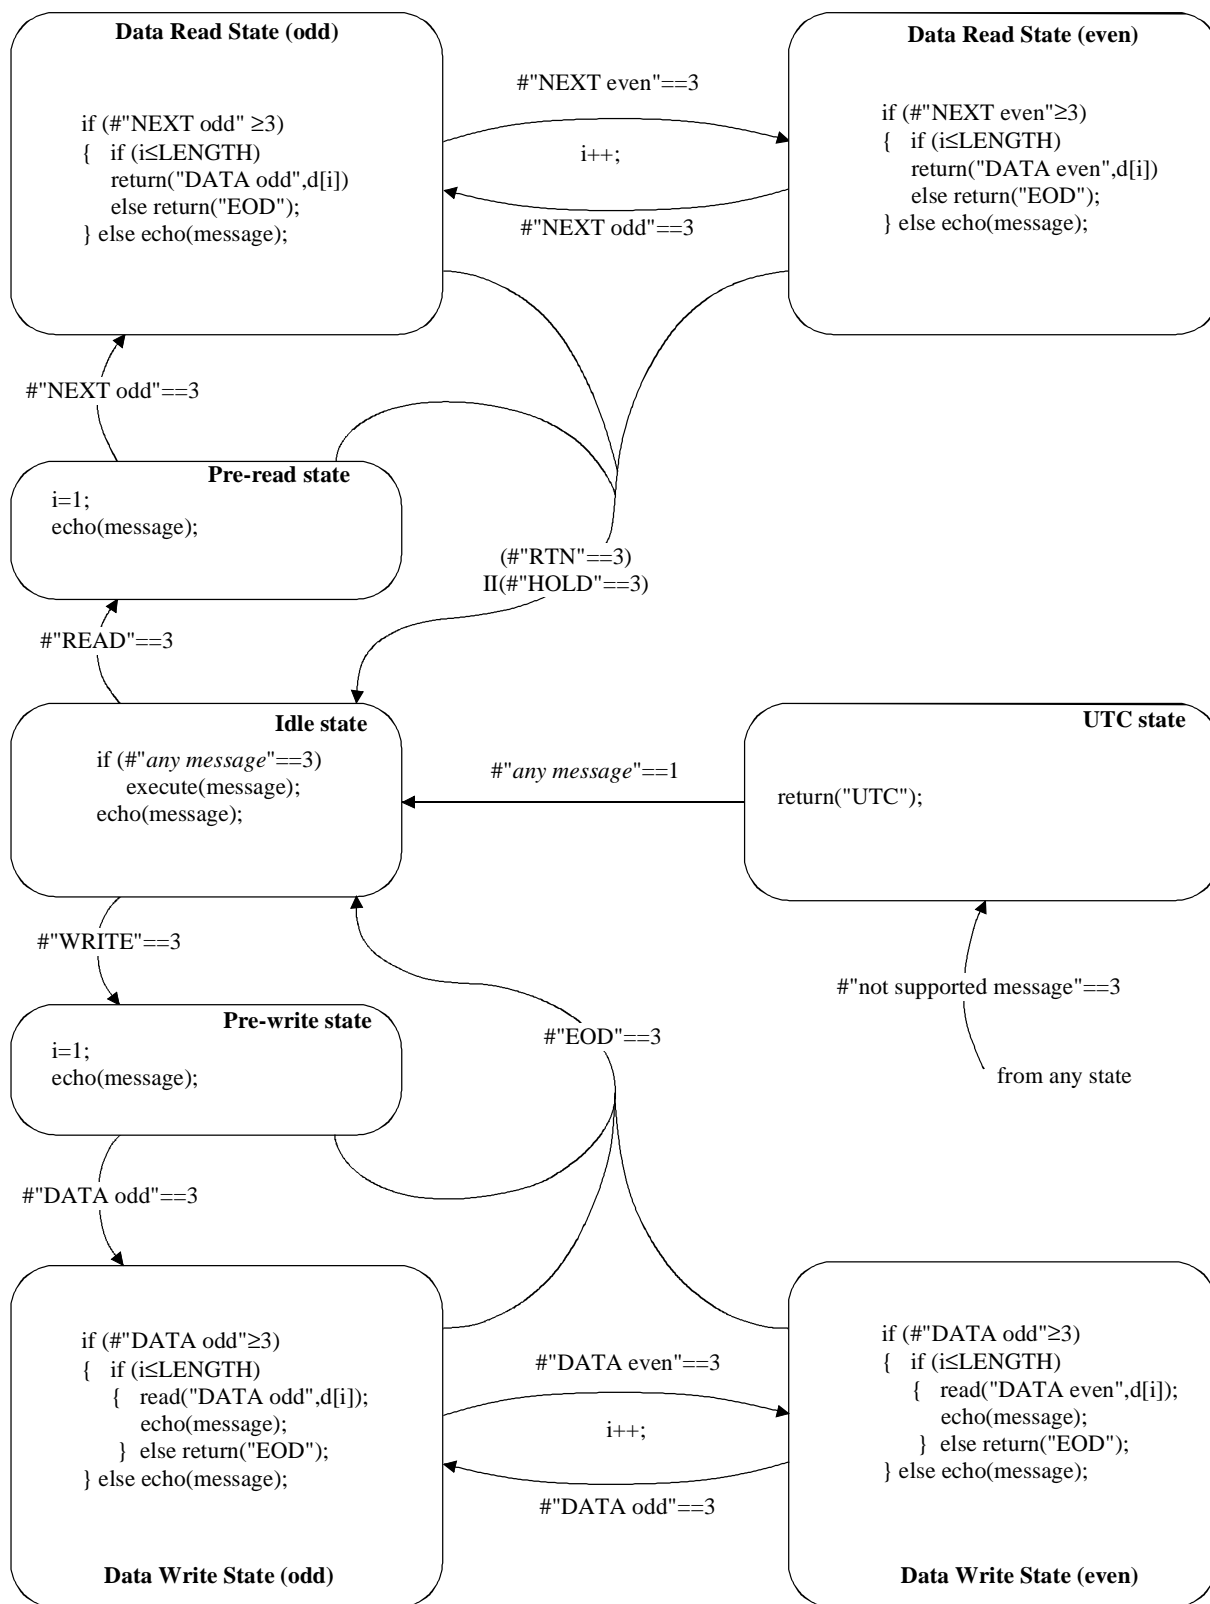 Data Read State (odd)
if (#"NEXT odd" ≥3)
{ if (i≤LENGTH)
return("DATA odd",d[i])
else return("EOD");
} else echo(message);
#"NEXT even"==3
i++;
#"NEXT odd"==3
Data Read State (even)
if (#"NEXT even"≥3)
{ if (i≤LENGTH)
return("DATA even",d[i])
else return("EOD");
} else echo(message);
#"NEXT odd"==3
Pre-read state
i=1;
echo(message);
(#"RTN"==3)
II(#"HOLD"==3)
#"READ"==3
Idle state
if (#"any message"==3)
execute(message);
echo(message);
#"any message"==1
UTC state
return("UTC");
#"WRITE"==3
#"not supported message"==3
from any state
Pre-write state
i=1;
echo(message);
#"EOD"==3
#"DATA odd"==3
if (#"DATA odd"≥3)
{ if (i≤LENGTH)
{ read("DATA odd",d[i]);
echo(message);
} else return("EOD");
} else echo(message);
Data Write State (odd)
#"DATA even"==3
i++;
#"DATA odd"==3
if (#"DATA odd"≥3)
{ if (i≤LENGTH)
{ read("DATA even",d[i]);
echo(message);
} else return("EOD");
} else echo(message);
Data Write State (even)